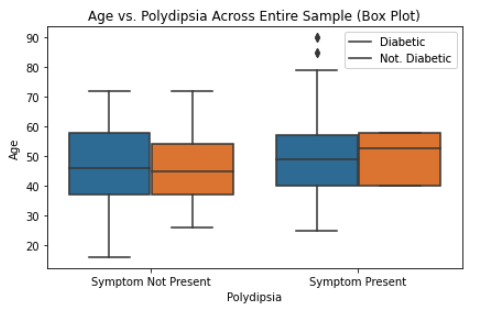 Age vs. Polydipsia Across Entire Sample (Box Plot)
Diabetic
Not. Diabetic
90
80
70
60
50
40
30
20
Age
Symptom Not Present
Symptom Present
Polydipsia